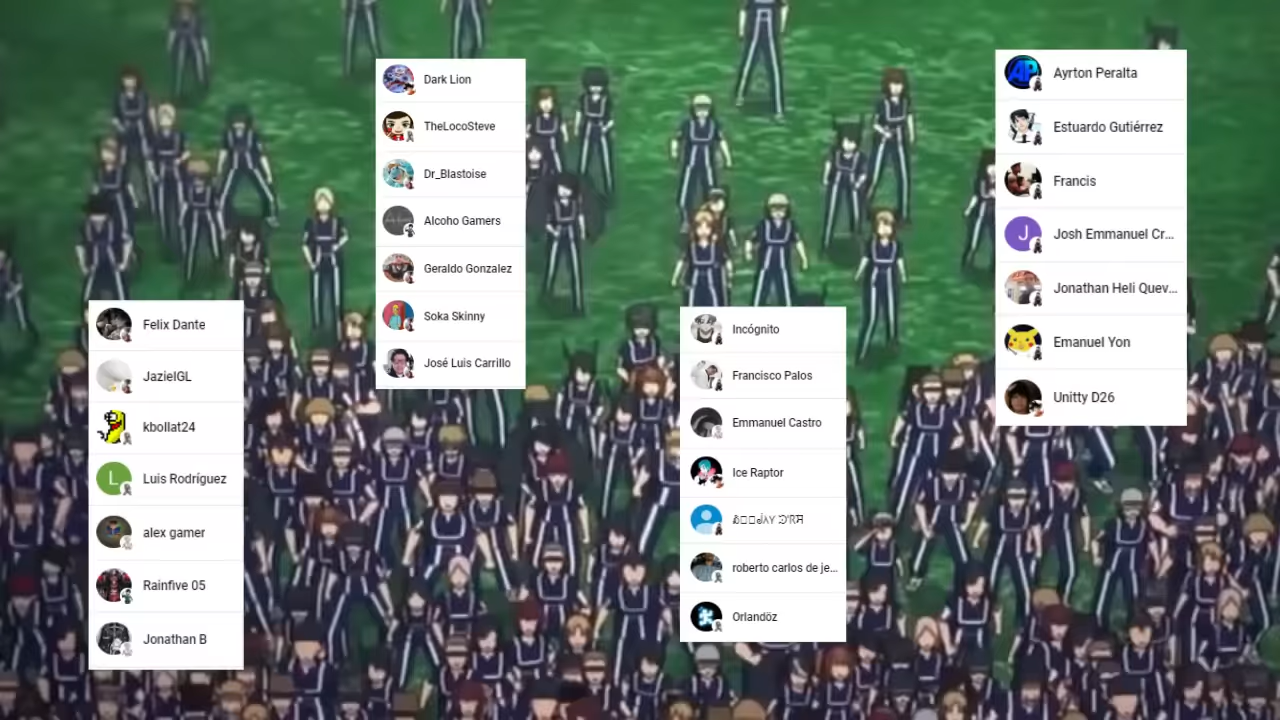 Felix Dante
JazielGL
kbollat24
Luis Rodríguez
alex gamer
Rainfive 05
Jonathan B
Dark Lion
TheLocoSteve
Dr_Blastoise
Alcoho Gamers
Geraldo Gonzalez
Soka Skinny
José Luis Carrillo
Incógnito
Francisco Palos
Emmanuel Castro
Ice Raptor
roberto carlos de je...
Orlandöz
AP
Ayrton Peralta
Estuardo Gutiérrez
Francis
J
Josh Emmanuel Cr...
Jonathan Heli Quev...
Emanuel Yon
Unitty D26
L